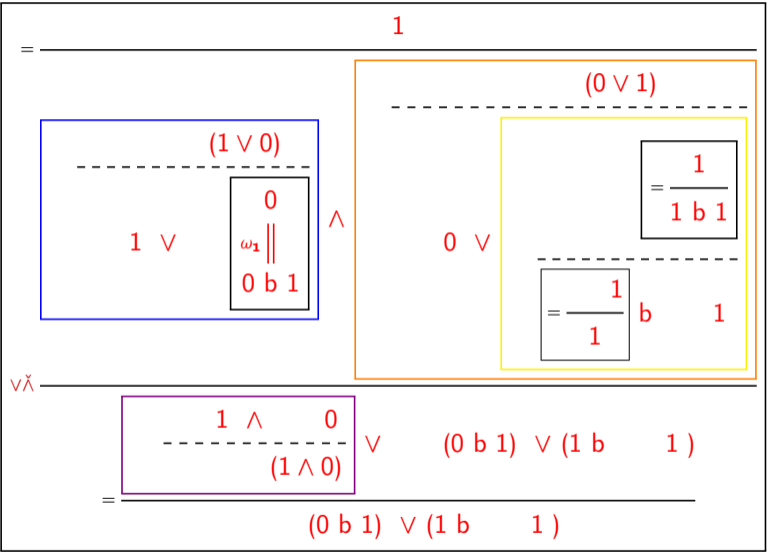 1
=
(0 ∨ 1)
(1 ∨ 0)
1
=
1 b 1
0
1 ∨ ω₁ ∧ 0 ∨
0 b 1
1
= b 1
1
∨⩓̌
1 ∧ 0
∨ (0 b 1) ∨ (1 b 1 )
(1 ∧ 0)
=
(0 b 1) ∨ (1 b 1 )